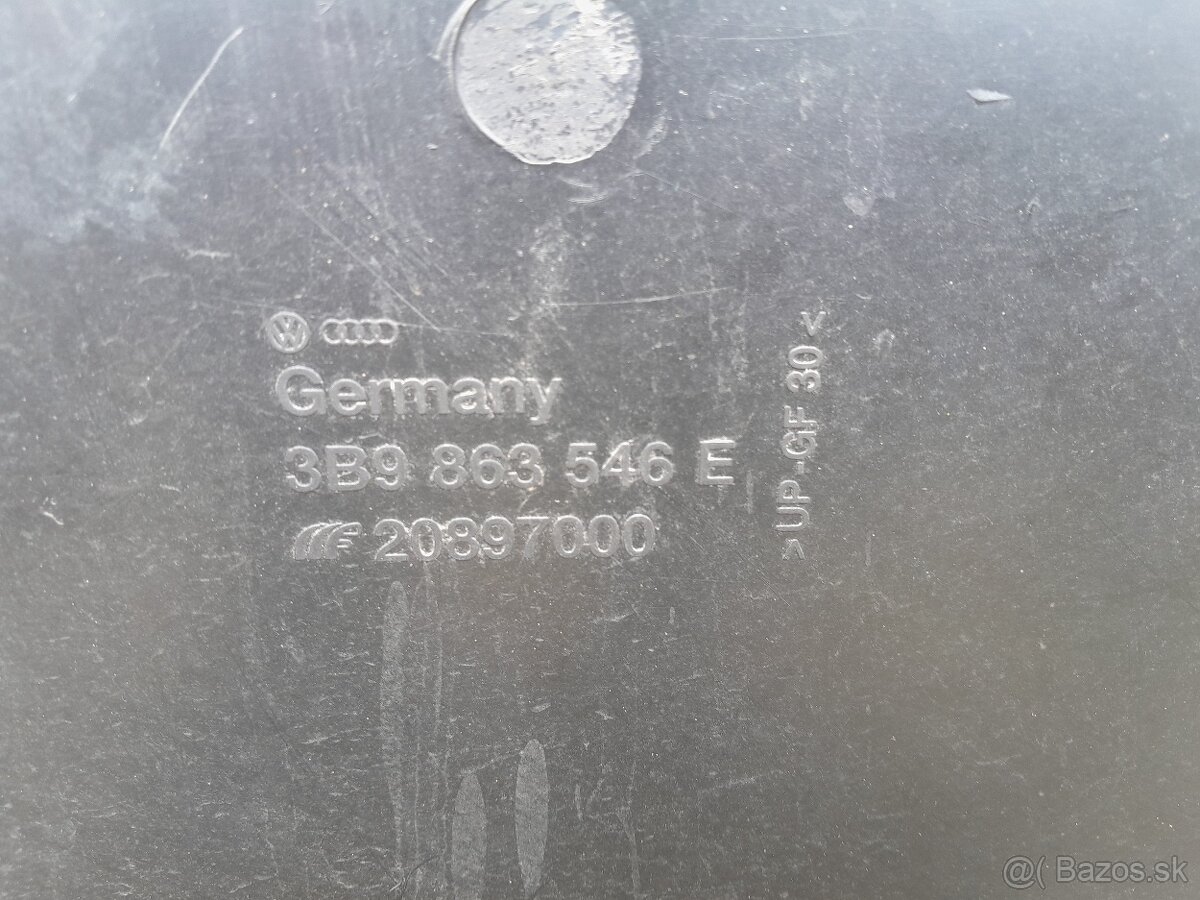 Germany
3B9 863 546 E
20897000
>UP-GF 30<
@( Bazos.sk